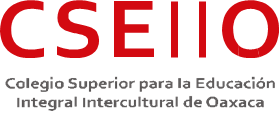 CSEIIO
Colegio Superior para la Educación
Integral Intercultural de Oaxaca